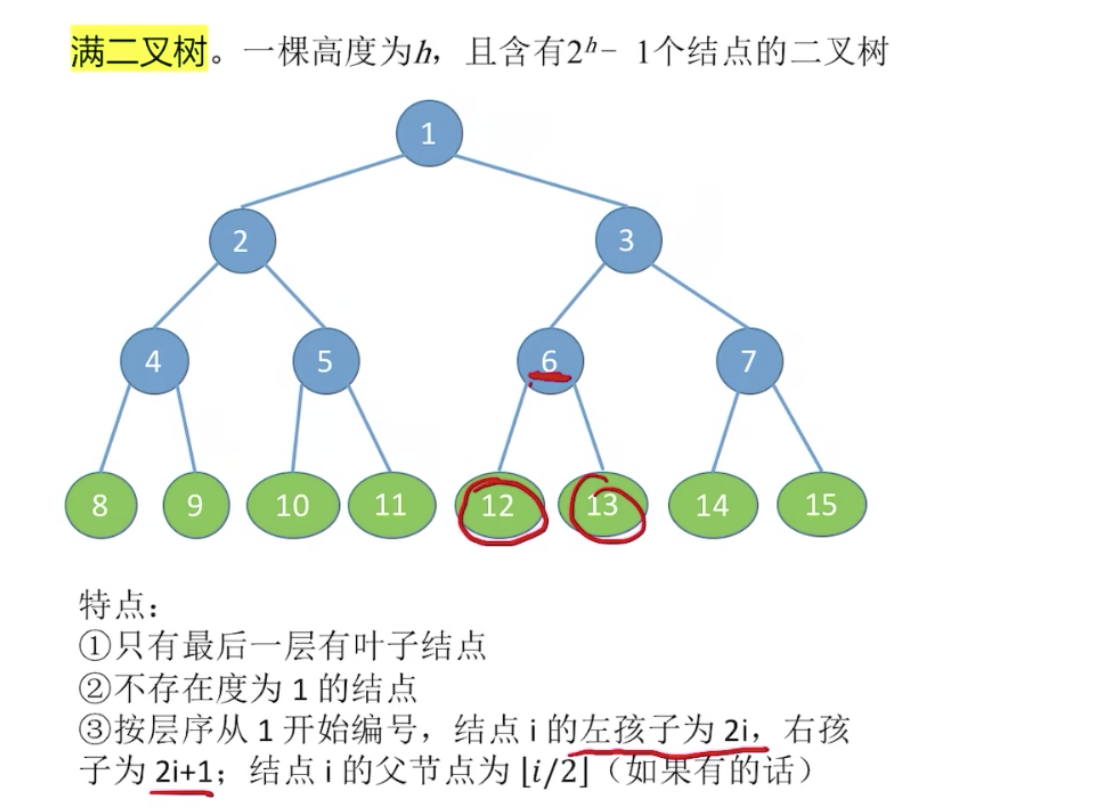 满二叉树。一棵高度为h，且含有2ʰ− 1个结点的二叉树
1
2
3
4
5
6
7
8
9
10
11
12
13
14
15
特点：
①只有最后一层有叶子结点
②不存在度为 1 的结点
③按层序从 1 开始编号，结点 i 的左孩子为 2i，右孩
子为 2i+1；结点 i 的父节点为 ⌊i/2⌋（如果有的话）